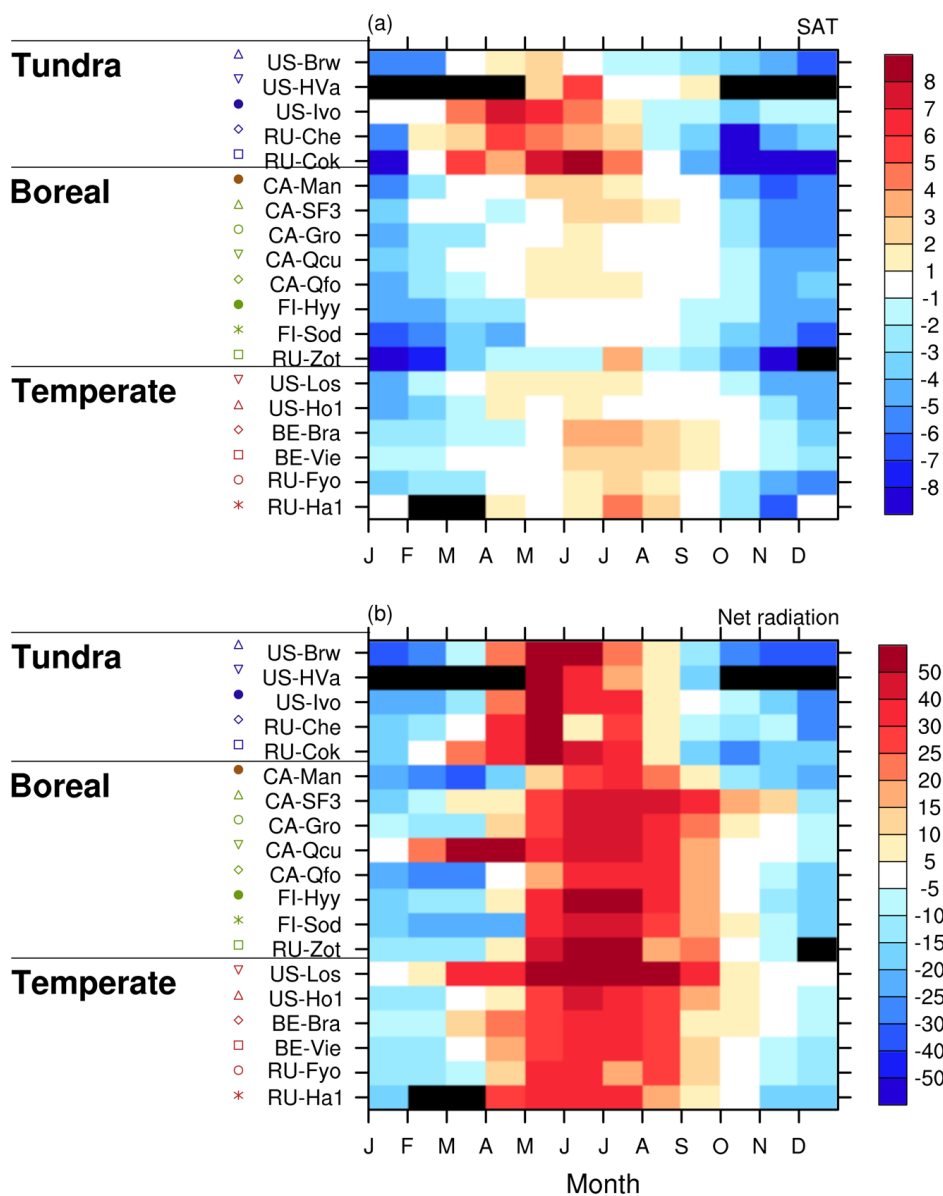 (a) SAT
Tundra
US-Brw
US-HVa
US-Ivo
RU-Che
RU-Cok
Boreal
CA-Man
CA-SF3
CA-Gro
CA-Qcu
CA-Qfo
FI-Hyy
FI-Sod
RU-Zot
Temperate
US-Los
US-Ho1
BE-Bra
BE-Vie
RU-Fyo
RU-Ha1
J F M A M J J A S O N D
8
6
5
4
3
2
1
-1
-2
-3
-4
-5
-6
-7
-8
(b) Net radiation
Tundra
US-Brw
US-HVa
US-Ivo
RU-Che
RU-Cok
Boreal
CA-Man
CA-SF3
CA-Gro
CA-Qcu
CA-Qfo
FI-Hyy
FI-Sod
RU-Zot
Temperate
US-Los
US-Ho1
BE-Bra
BE-Vie
RU-Fyo
RU-Ha1
J F M A M J J A S O N D
Month
50
40
30
25
20
15
10
5
-5
-10
-15
-20
-25
-30
-40
-50